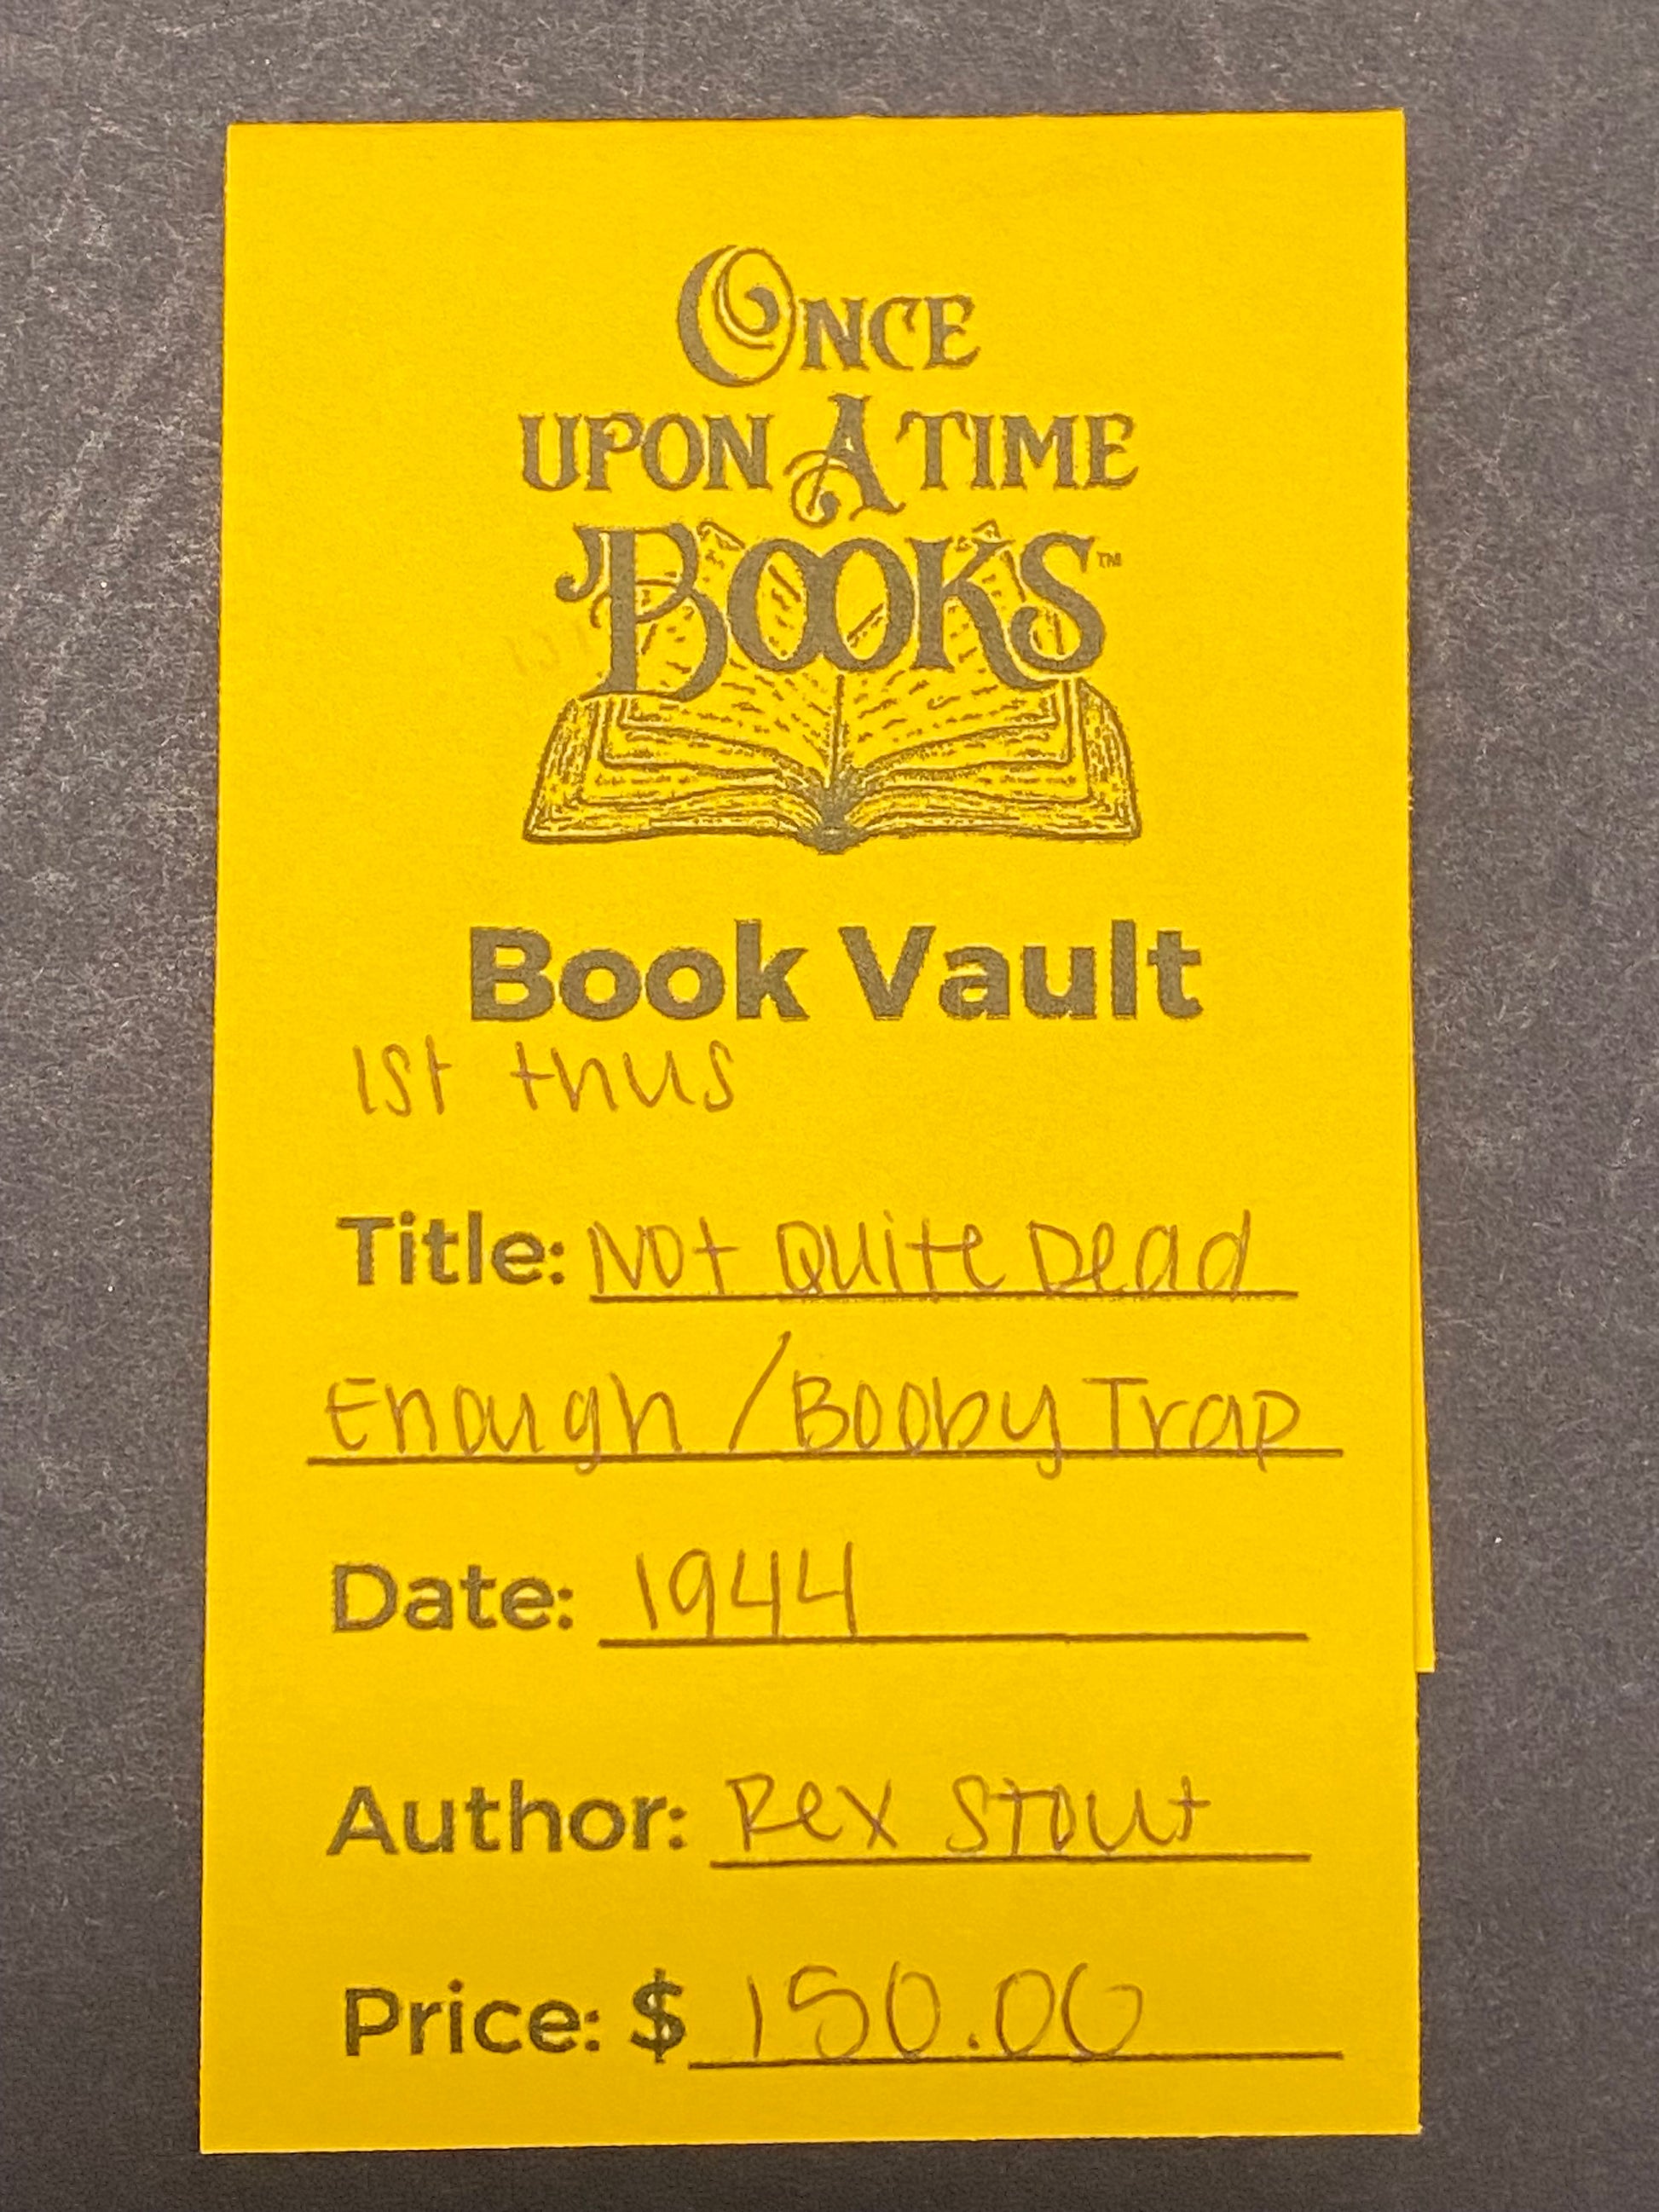 ONCE
UPON A TIME
BOOKS™
Book Vault
1st thus
Title: Not Quite Dead
Enough / Booby Trap
Date: 1944
Author: Rex Stout
Price: $ 150.00